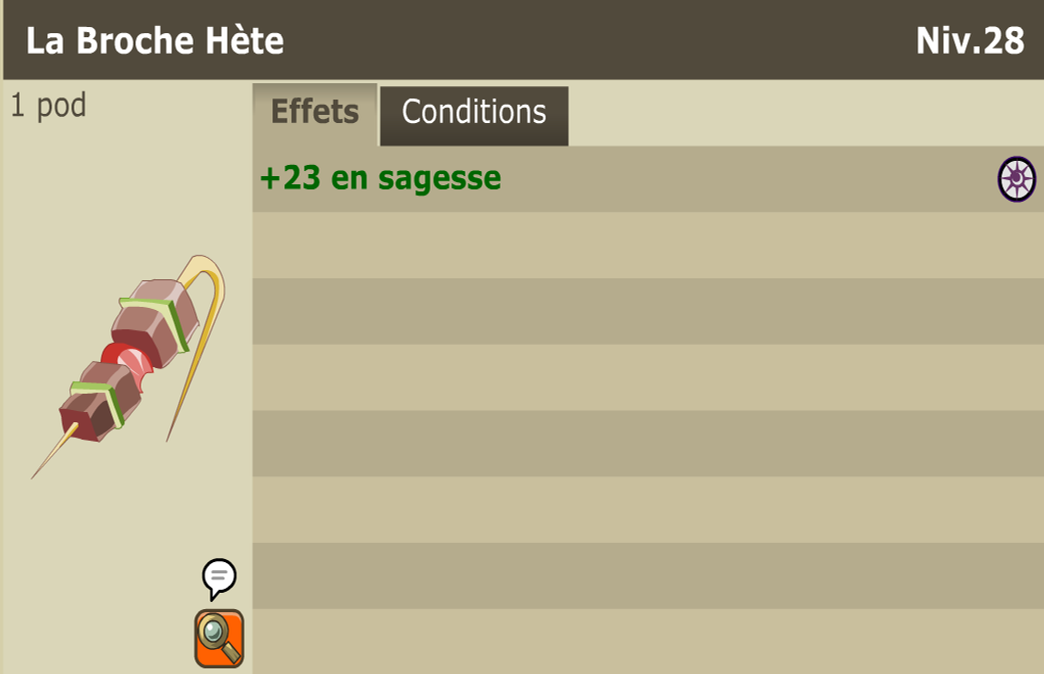 La Broche Hète
Niv.28
1 pod
Effets
Conditions
+23 en sagesse